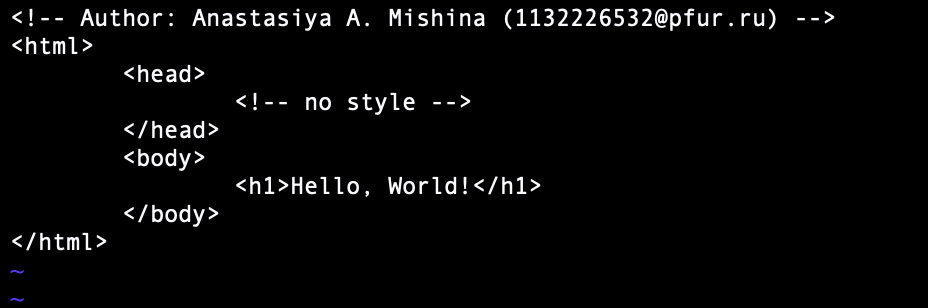 <!-- Author: Anastasiya A. Mishina (1132226532@pfur.ru) -->
<html>
        <head>
                <!-- no style -->
        </head>
        <body>
                <h1>Hello, World!</h1>
        </body>
</html>
~
~